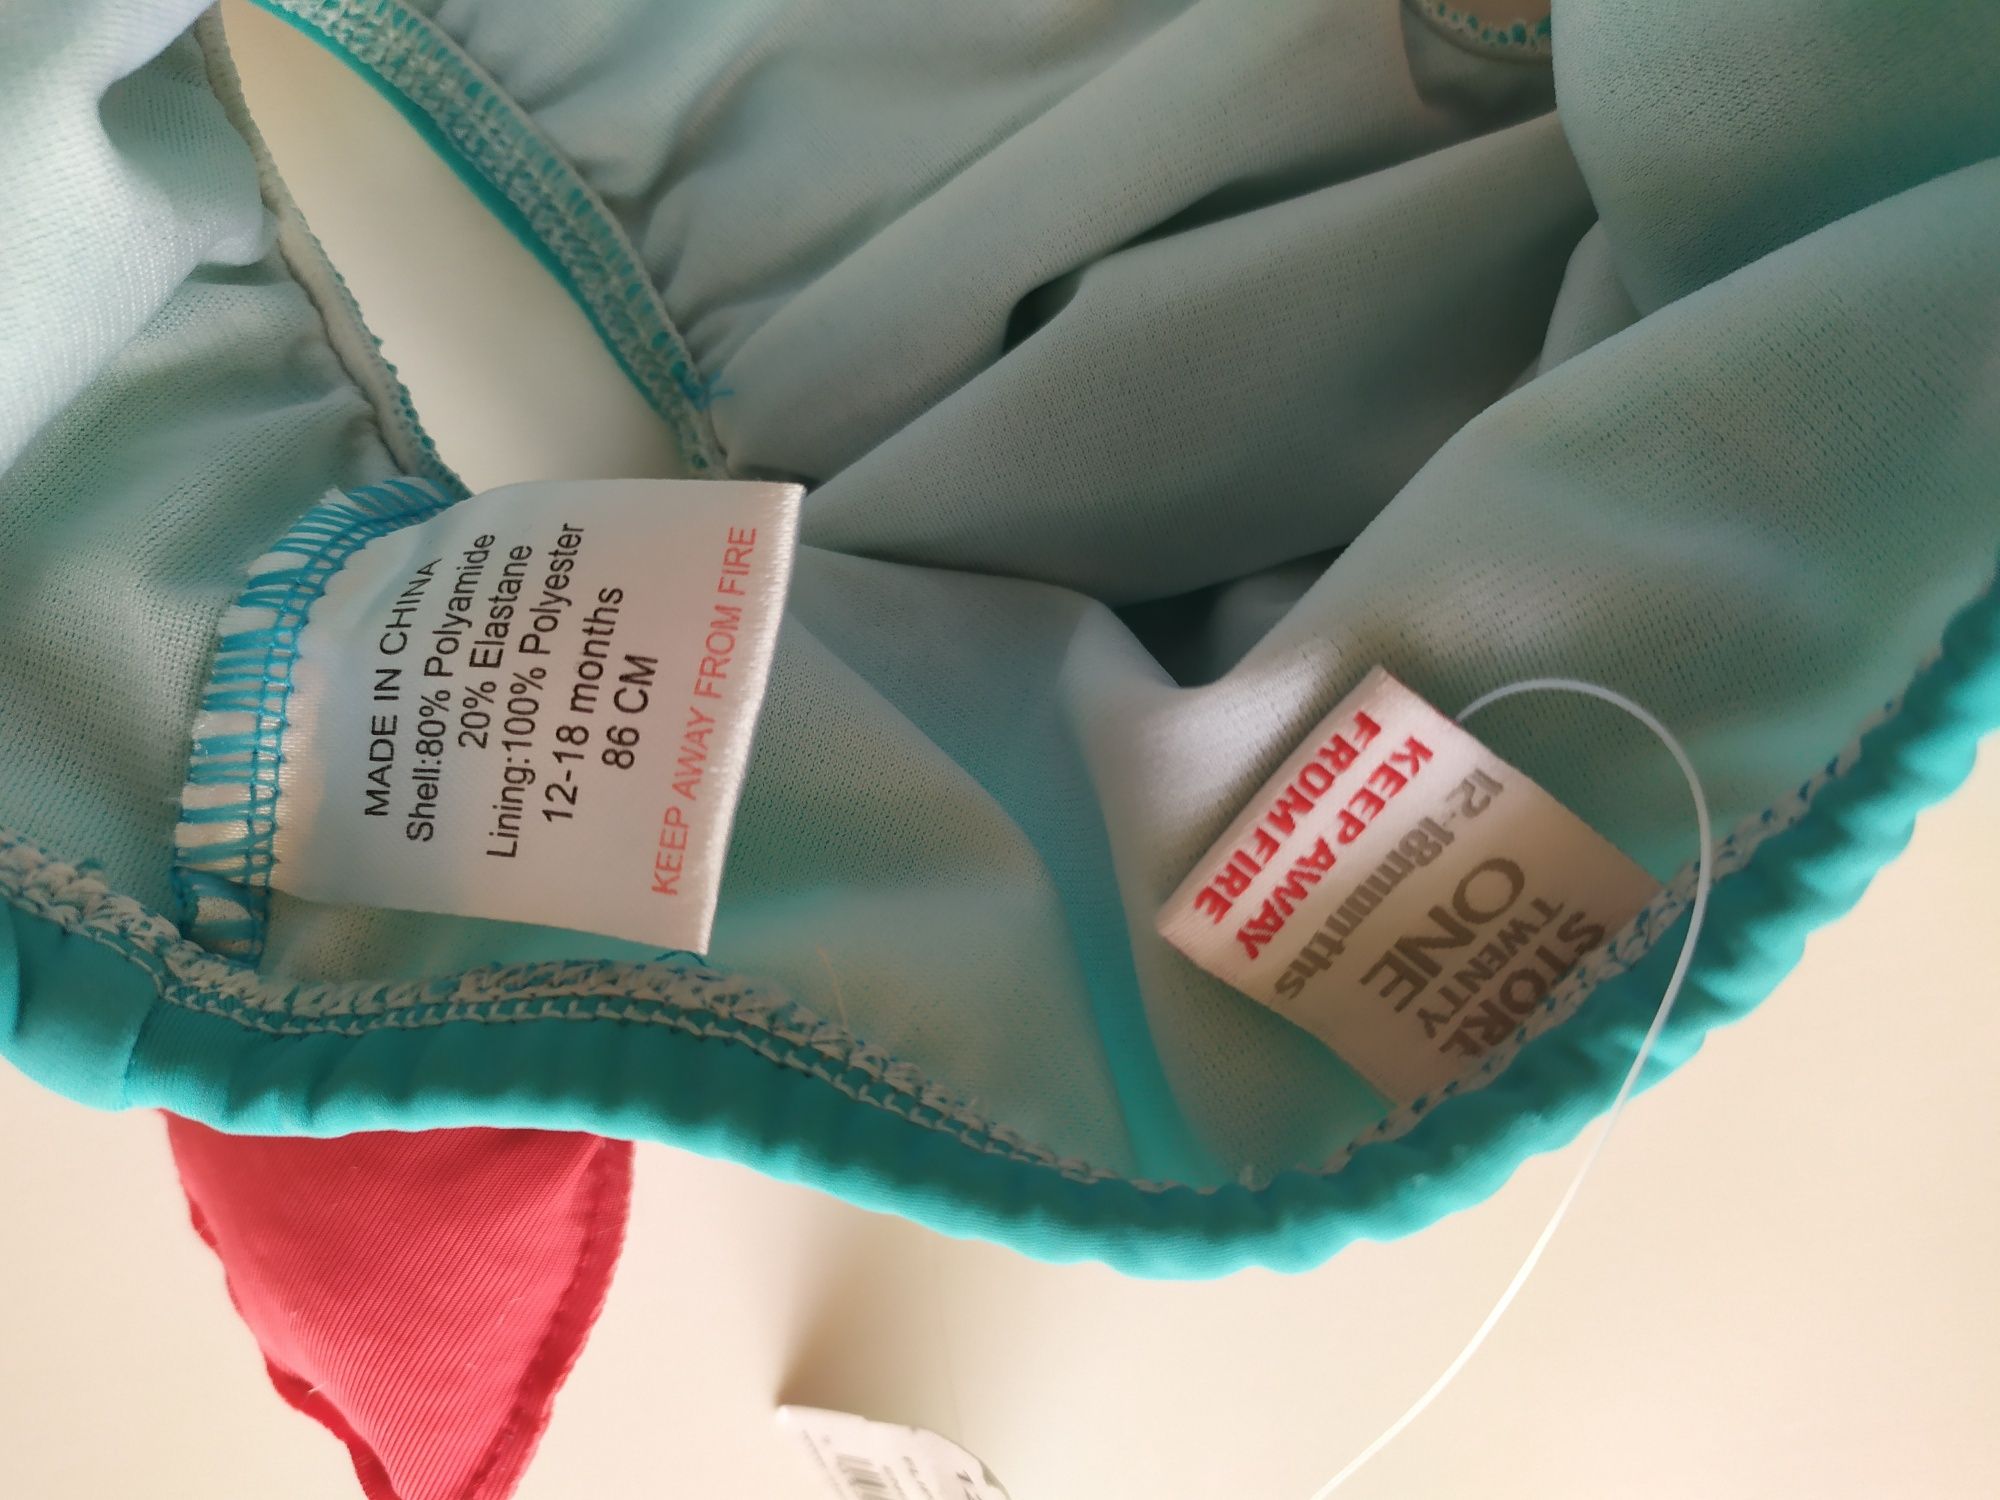 MADE IN CHINA
Shell:80% Polyamide
20% Elastane
Lining:100% Polyester
12-18 months
86 CM
KEEP AWAY FROM FIRE
STORE
TWENTY
ONE
12-18mnths
KEEP AWAY
FROM FIRE